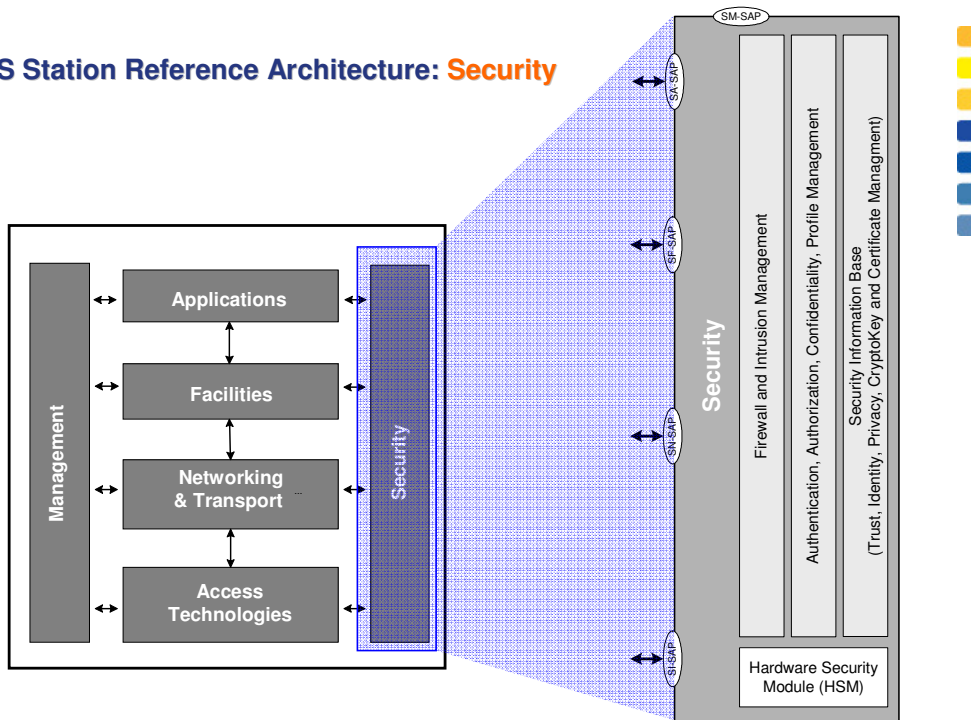 S Station Reference Architecture: Security
Management
Applications
Facilities
Networking
& Transport ...
Access
Technologies
Security
SM-SAP
SA-SAP
SF-SAP
SN-SAP
SI-SAP
Security
Firewall and Intrusion Management
Authentication, Authorization, Confidentiality, Profile Management
Security Information Base
(Trust, Identity, Privacy, CryptoKey and Certificate Managment)
Hardware Security
Module (HSM)